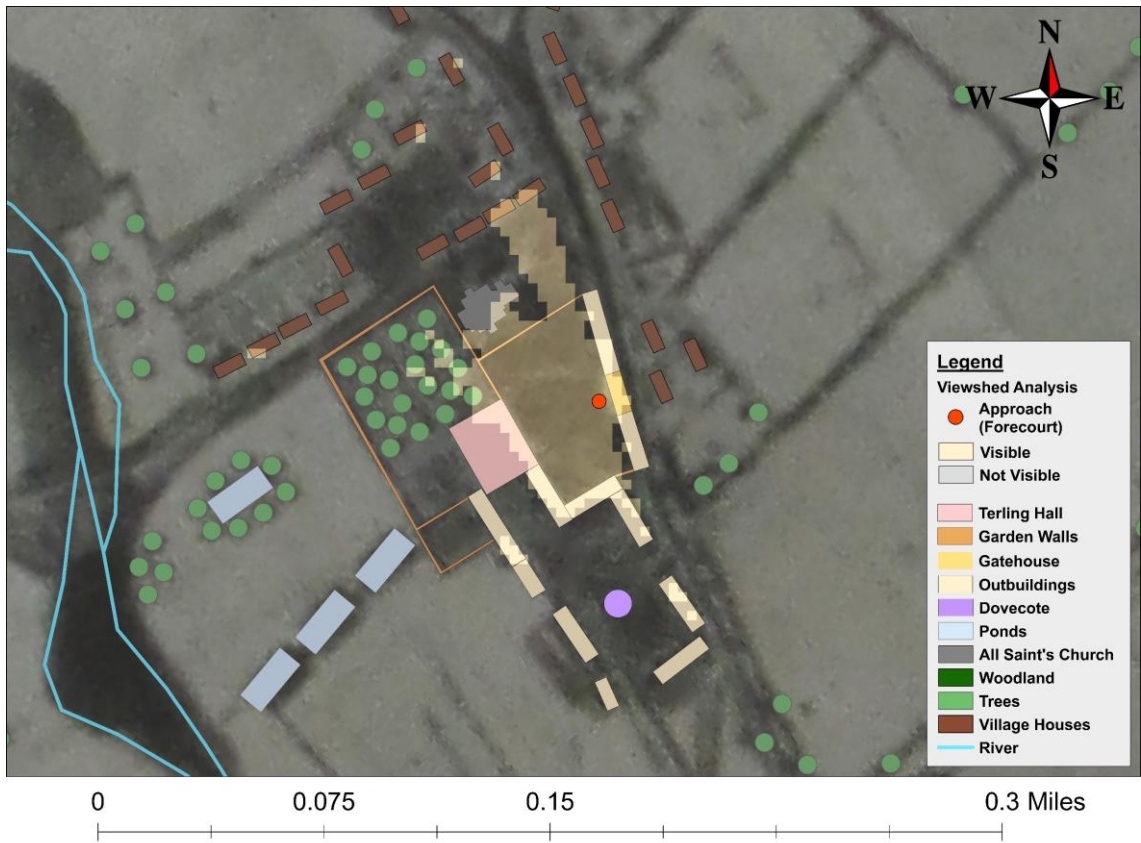 N
W E
S
Legend
Viewshed Analysis
Approach
(Forecourt)
Visible
Not Visible
Terling Hall
Garden Walls
Gatehouse
Outbuildings
Dovecote
Ponds
All Saint's Church
Woodland
Trees
Village Houses
River
0 0.075 0.15 0.3 Miles